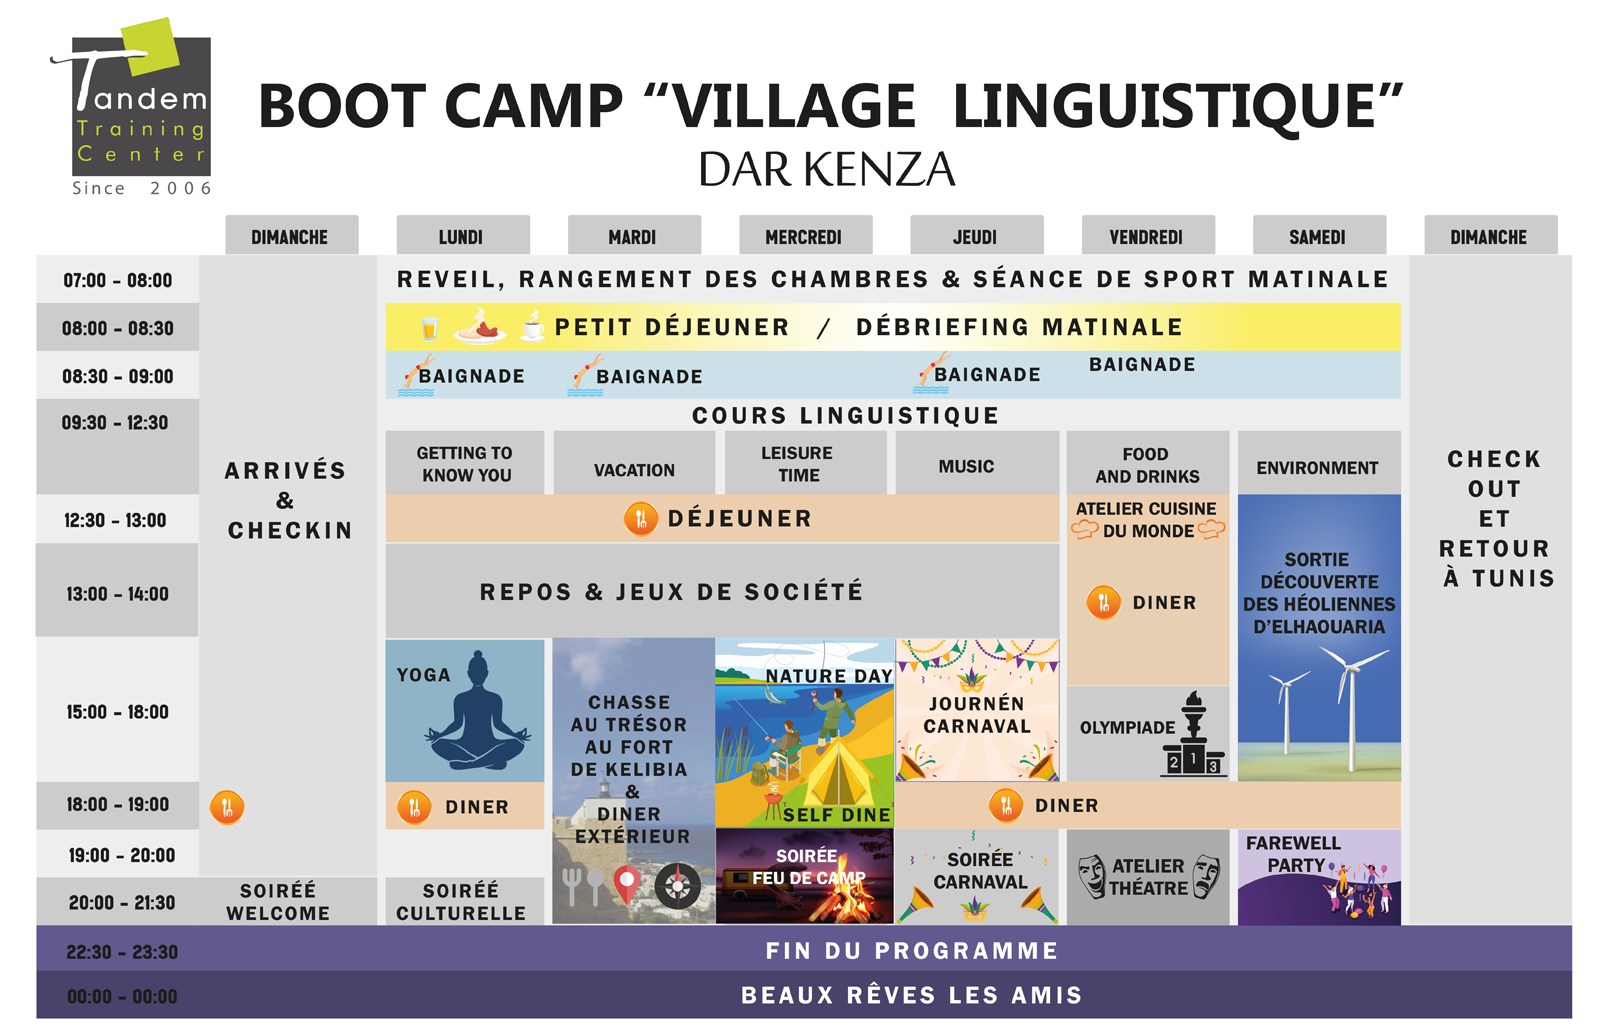 Tandem
Training
Center
Since 2006
BOOT CAMP “VILLAGE LINGUISTIQUE”
DAR KENZA
DIMANCHE
LUNDI
MARDI
MERCREDI
JEUDI
VENDREDI
SAMEDI
DIMANCHE
07:00 – 08:00
REVEIL, RANGEMENT DES CHAMBRES & SÉANCE DE SPORT MATINALE
08:00 – 08:30
PETIT DÉJEUNER / DÉBRIEFING MATINALE
08:30 – 09:00
BAIGNADE
BAIGNADE
BAIGNADE
BAIGNADE
09:30 – 12:30
COURS LINGUISTIQUE
GETTING TO
KNOW YOU
VACATION
LEISURE
TIME
MUSIC
FOOD
AND DRINKS
ENVIRONMENT
ARRIVÉS
&
CHECKIN
CHECK
OUT
ET
RETOUR
À TUNIS
12:30 – 13:00
DÉJEUNER
ATELIER CUISINE
DU MONDE
DINER
SORTIE
DÉCOUVERTE
DES HÉOLIENNES
D’ELHAOUARIA
13:00 – 14:00
REPOS & JEUX DE SOCIÉTÉ
15:00 – 18:00
YOGA
CHASSE
AU TRÉSOR
AU FORT
DE KELIBIA
&
DINER
EXTÉRIEUR
NATURE DAY
SELF DINE
JOURNÉN
CARNAVAL
OLYMPIADE
2 1 3
18:00 – 19:00
DINER
DINER
19:00 – 20:00
SOIRÉE
FEU DE CAMP
SOIRÉE
CARNAVAL
ATELIER
THÉATRE
FAREWELL
PARTY
20:00 – 21:30
SOIRÉÉ
WELCOME
SOIRÉÉ
CULTURELLE
22:30 – 23:30
FIN DU PROGRAMME
00:00 – 00:00
BEAUX RÊVES LES AMIS